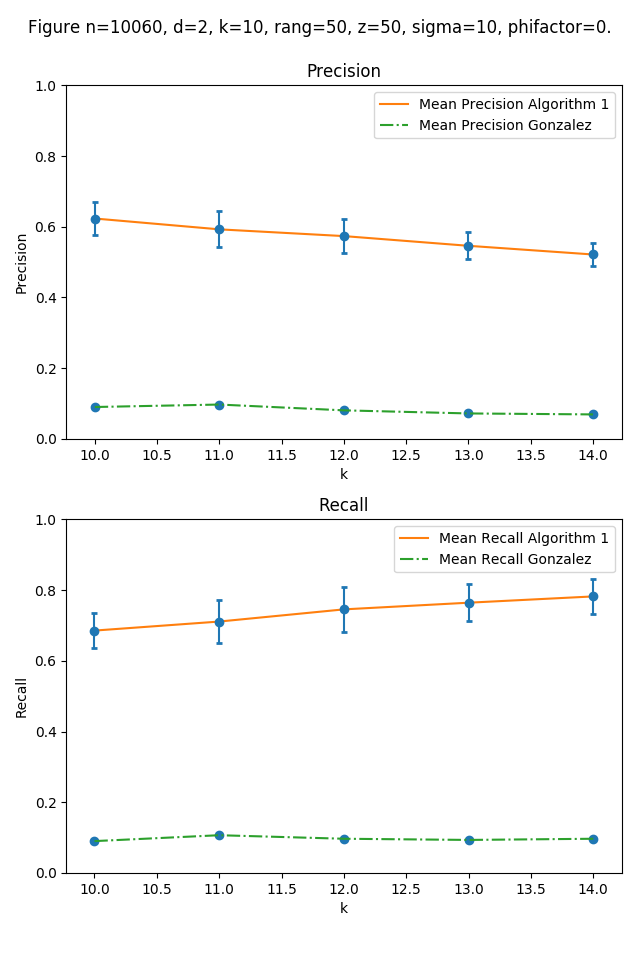 Figure n=10060, d=2, k=10, rang=50, z=50, sigma=10, phifactor=0.
Precision
1.0
0.8
0.6
0.4
0.2
0.0
Precision
Mean Precision Algorithm 1
Mean Precision Gonzalez
10.0 10.5 11.0 11.5 12.0 12.5 13.0 13.5 14.0
k
Recall
1.0
0.8
0.6
0.4
0.2
0.0
Recall
Mean Recall Algorithm 1
Mean Recall Gonzalez
10.0 10.5 11.0 11.5 12.0 12.5 13.0 13.5 14.0
k